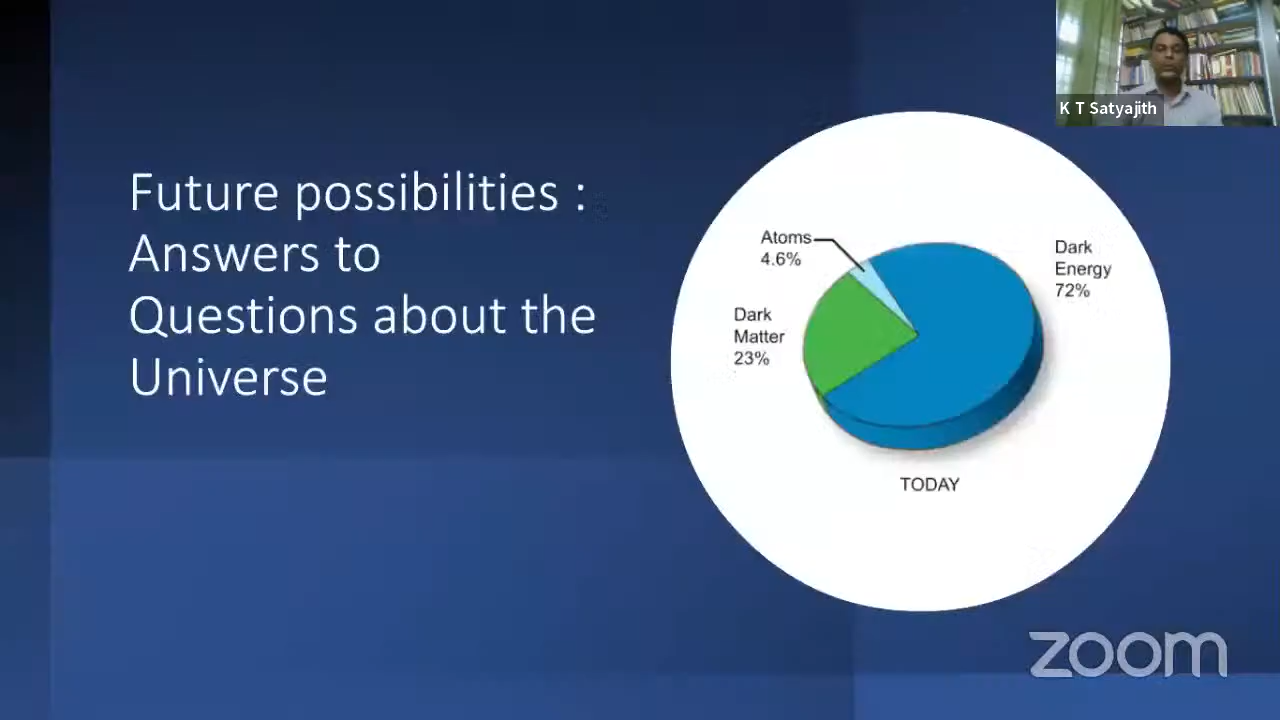 K T Satyajith
Future possibilities :
Answers to
Questions about the
Universe
Atoms
4.6%
Dark
Energy
72%
Dark
Matter
23%
TODAY
zoom